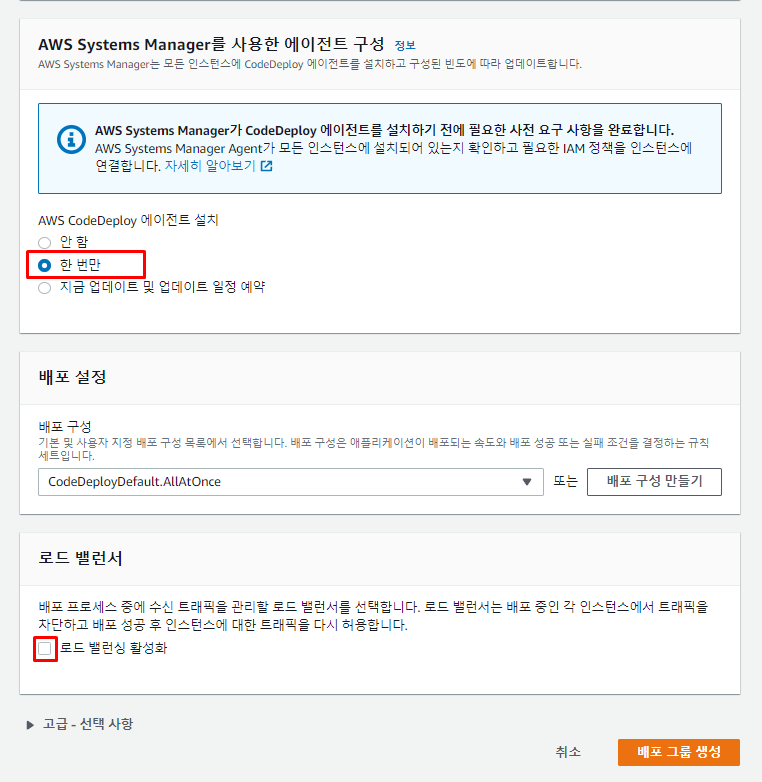 AWS Systems Manager를 사용한 에이전트 구성 정보
AWS Systems Manager는 모든 인스턴스에 CodeDeploy 에이전트를 설치하고 구성된 빈도에 따라 업데이트합니다.
AWS Systems Manager가 CodeDeploy 에이전트를 설치하기 전에 필요한 사전 요구 사항을 완료합니다.
AWS Systems Manager Agent가 모든 인스턴스에 설치되어 있는지 확인하고 필요한 IAM 정책을 인스턴스에
연결합니다. 자세히 알아보기
AWS CodeDeploy 에이전트 설치
안 함
한 번만
지금 업데이트 및 업데이트 일정 예약
배포 설정
배포 구성
기본 및 사용자 지정 배포 구성 목록에서 선택합니다. 배포 구성은 애플리케이션이 배포되는 속도와 배포 성공 또는 실패 조건을 결정하는 규칙
세트입니다.
CodeDeployDefault.AllAtOnce 또는 배포 구성 만들기
로드 밸런서
배포 프로세스 중에 수신 트래픽을 관리할 로드 밸런서를 선택합니다. 로드 밸런서는 배포 중인 각 인스턴스에서 트래픽을
차단하고 배포 성공 후 인스턴스에 대한 트래픽을 다시 허용합니다.
로드 밸런싱 활성화
고급 - 선택 사항
취소 배포 그룹 생성